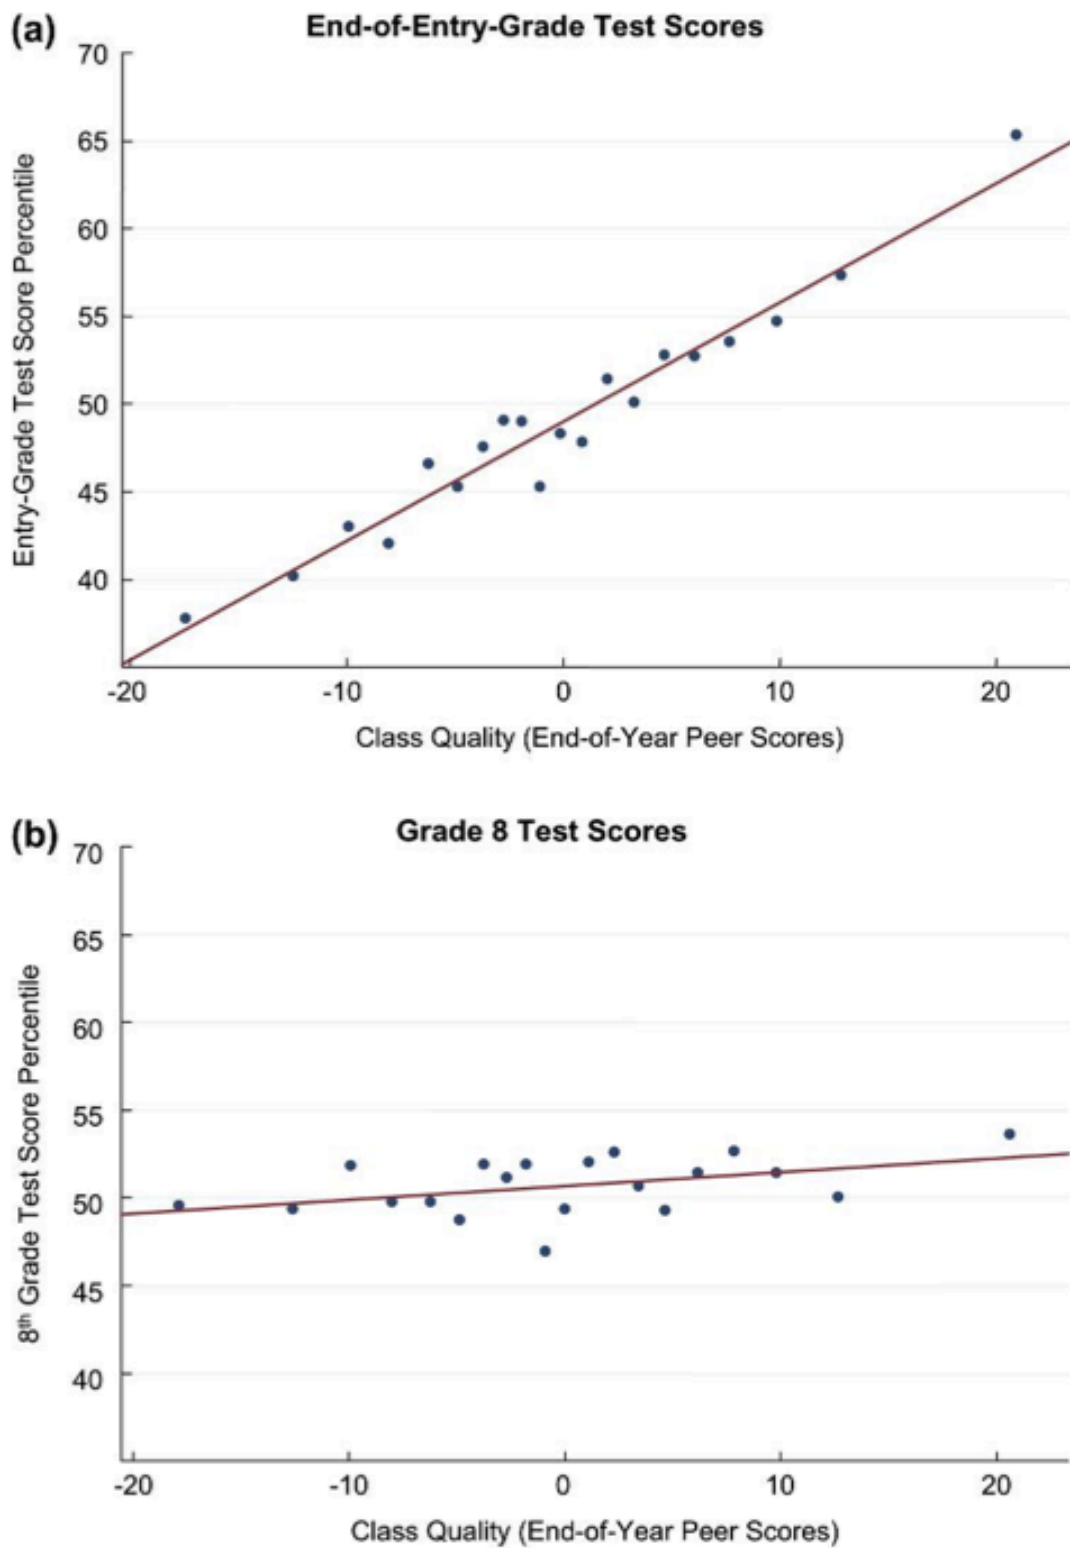 (a) End-of-Entry-Grade Test Scores
70
65
60
55
50
45
40
Entry-Grade Test Score Percentile
-20 -10 0 10 20
Class Quality (End-of-Year Peer Scores)
(b) Grade 8 Test Scores
70
65
60
55
50
45
40
8th Grade Test Score Percentile
-20 -10 0 10 20
Class Quality (End-of-Year Peer Scores)